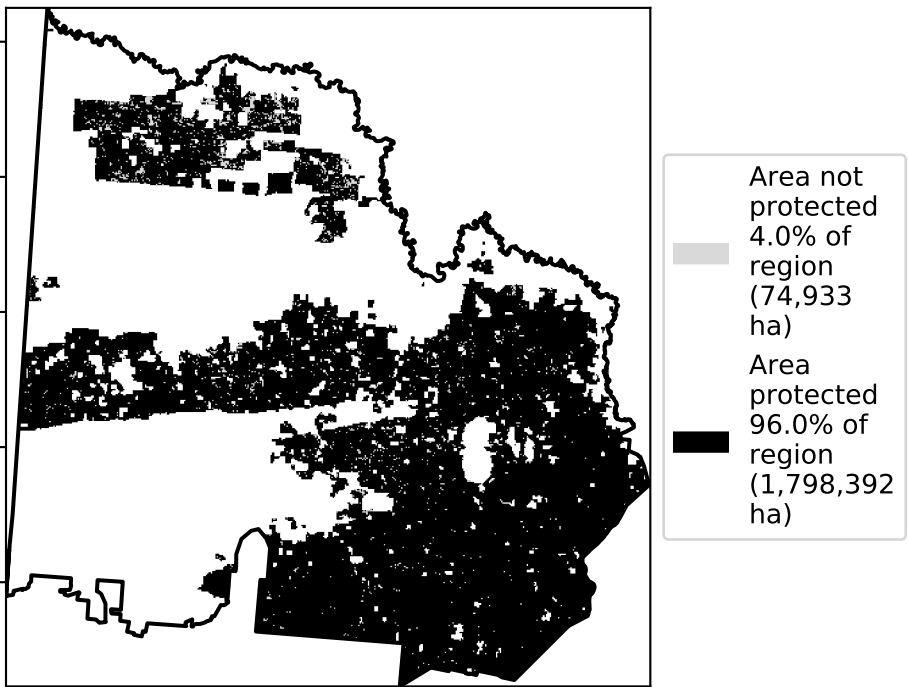 Area not
protected
4.0% of
region
(74,933
ha)
Area
protected
96.0% of
region
(1,798,392
ha)